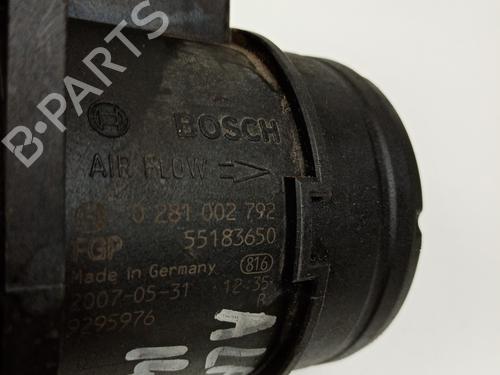 B-PARTS
BOSCH
AIR FLOW
0 281 002 792
FGP 55183650
Made in Germany 816
2007-05-31 12:35
R
9295976